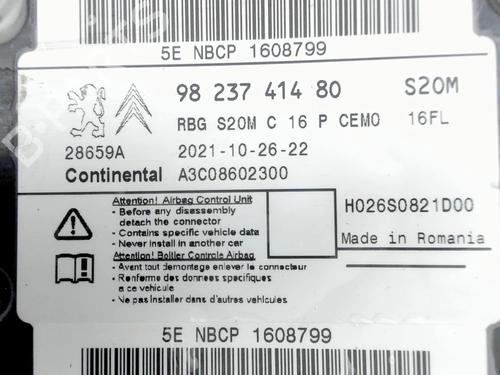 5E NBCP 1608799
98 237 414 80 S20M
RBG S20M C 16 P CEM0 16FL
28659A 2021-10-26-22
Continental A3C08602300
Attention! Airbag Control Unit
- Before any disassembly
detach the connector
- Contains specific vehicle data
- Never install in another car
Attention! Boîtier Controle Airbag
- Avant tout demontage enlever le connecteur
- Renferme des données specifiques
a ce véhicule
- Ne pas installer dans d'autres véhicules
H026S0821D00
Made in Romania
5E NBCP 1608799